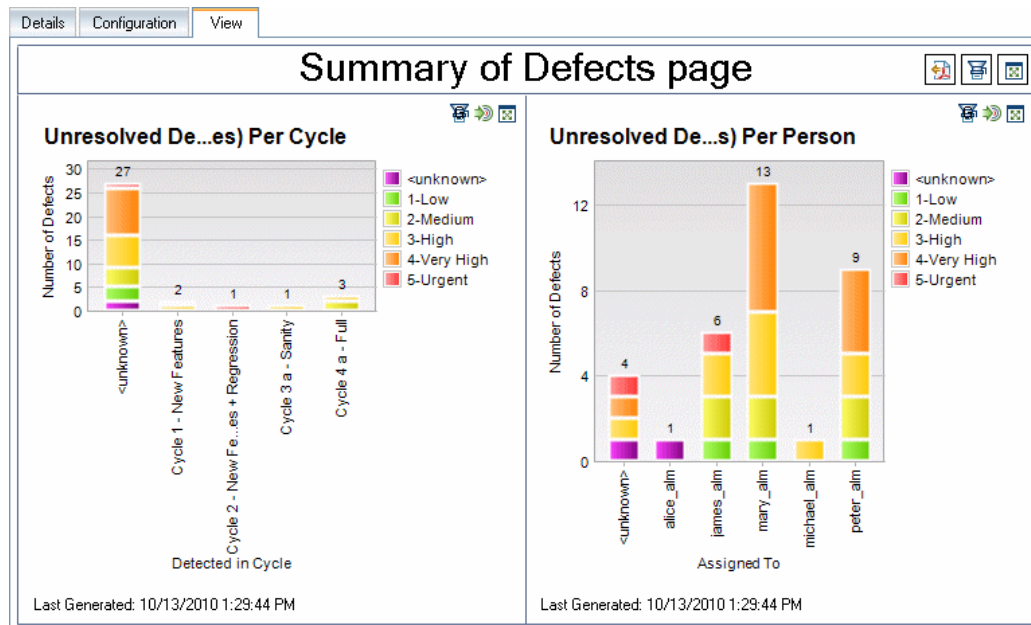 Details Configuration View
Summary of Defects page
Unresolved De...es) Per Cycle
Number of Defects
30
25
20
15
10
5
0
27
2
1
1
3
<unknown>
Cycle 1 - New Features
Cycle 2 - New Fe...es + Regression
Cycle 3 a - Sanity
Cycle 4 a - Full
Detected in Cycle
<unknown>
1-Low
2-Medium
3-High
4-Very High
5-Urgent
Last Generated: 10/13/2010 1:29:44 PM
Unresolved De...s) Per Person
Number of Defects
12
8
4
0
4
1
6
13
1
9
<unknown>
alice_alm
james_alm
mary_alm
michael_alm
peter_alm
Assigned To
<unknown>
1-Low
2-Medium
3-High
4-Very High
5-Urgent
Last Generated: 10/13/2010 1:29:44 PM